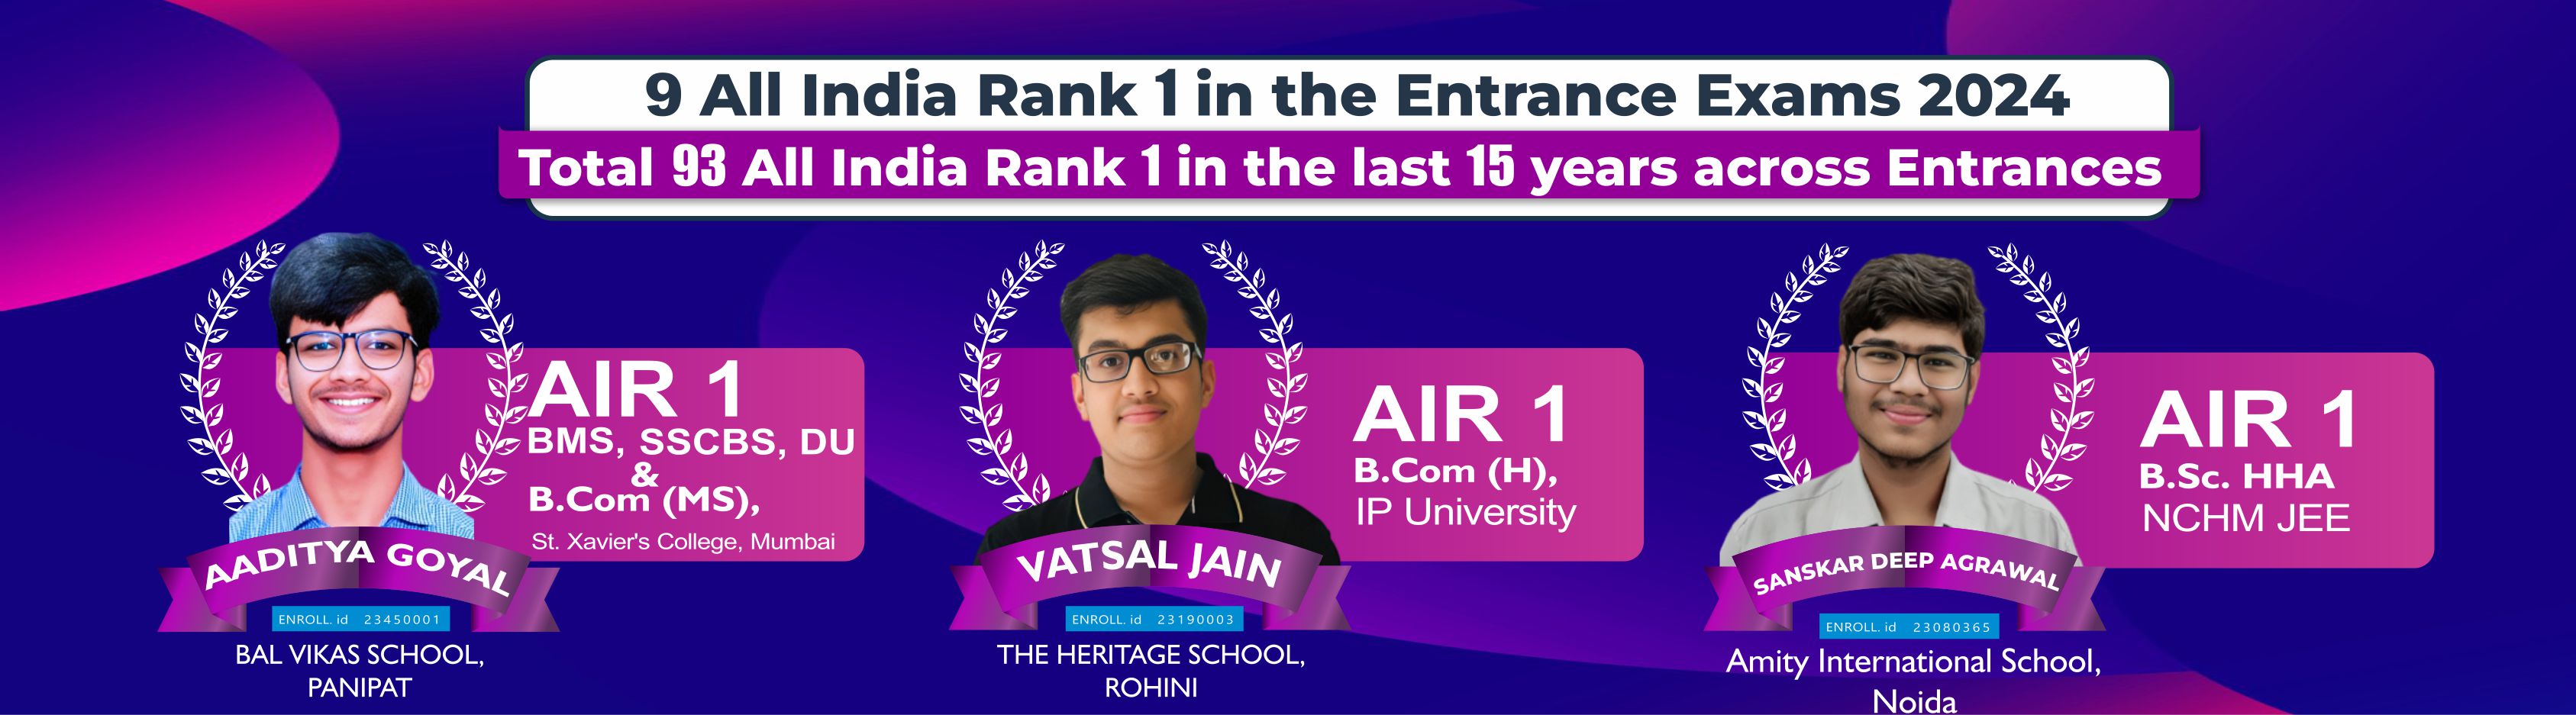 9 All India Rank 1 in the Entrance Exams 2024
Total 93 All India Rank 1 in the last 15 years across Entrances
AIR 1
BMS, SSCBS, DU
&
B.Com (MS),
St. Xavier's College, Mumbai
AADITYA GOYAL
ENROLL. id 23450001
BAL VIKAS SCHOOL,
PANIPAT
AIR 1
B.Com (H),
IP University
VATSAL JAIN
ENROLL. id 23190003
THE HERITAGE SCHOOL,
ROHINI
AIR 1
B.Sc. HHA
NCHM JEE
SANSKAR DEEP AGRAWAL
ENROLL. id 23080365
Amity International School,
Noida